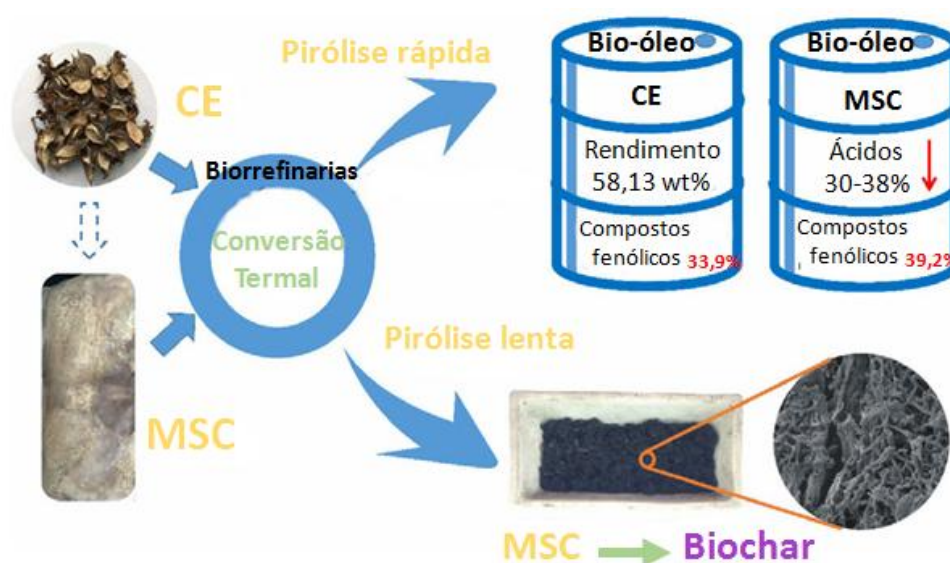 Pirólise rápida
CE
Biorrefinarias
Conversão
Termal
MSC
Bio-óleo
CE
Rendimento
58,13 wt%
Compostos
fenólicos 33,9%
Bio-óleo
MSC
Ácidos
30-38%
Compostos
fenólicos 39,2%
Pirólise lenta
MSC
Biochar